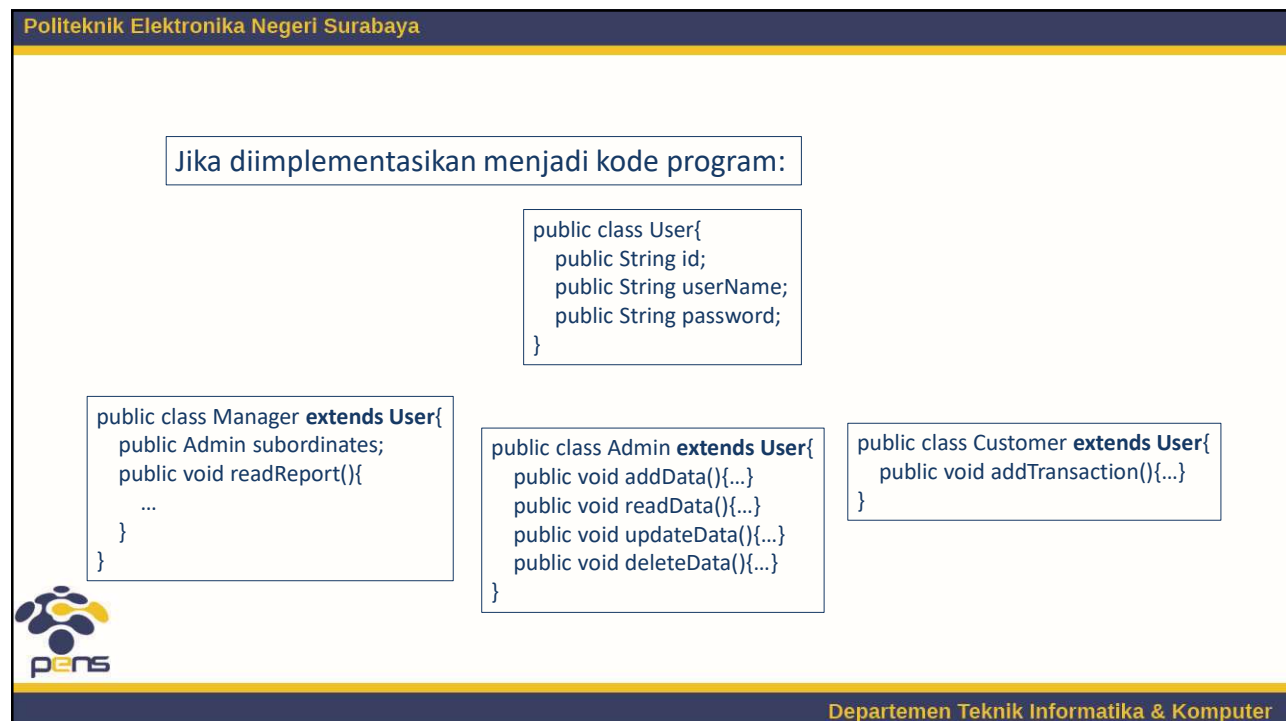 Politeknik Elektronika Negeri Surabaya
Jika diimplementasikan menjadi kode program:
public class User{
public String id;
public String userName;
public String password;
}
public class Manager extends User{
public Admin subordinates;
public void readReport(){
…
}
}
public class Admin extends User{
public void addData(){…}
public void readData(){…}
public void updateData(){…}
public void deleteData(){…}
}
public class Customer extends User{
public void addTransaction(){…}
}
pens
Departemen Teknik Informatika & Komputer